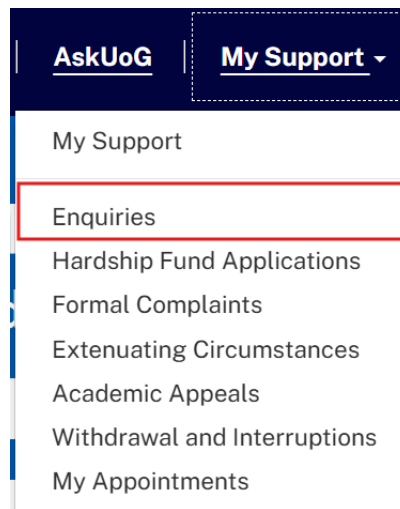 AskUoG My Support
My Support
Enquiries
Hardship Fund Applications
Formal Complaints
Extenuating Circumstances
Academic Appeals
Withdrawal and Interruptions
My Appointments